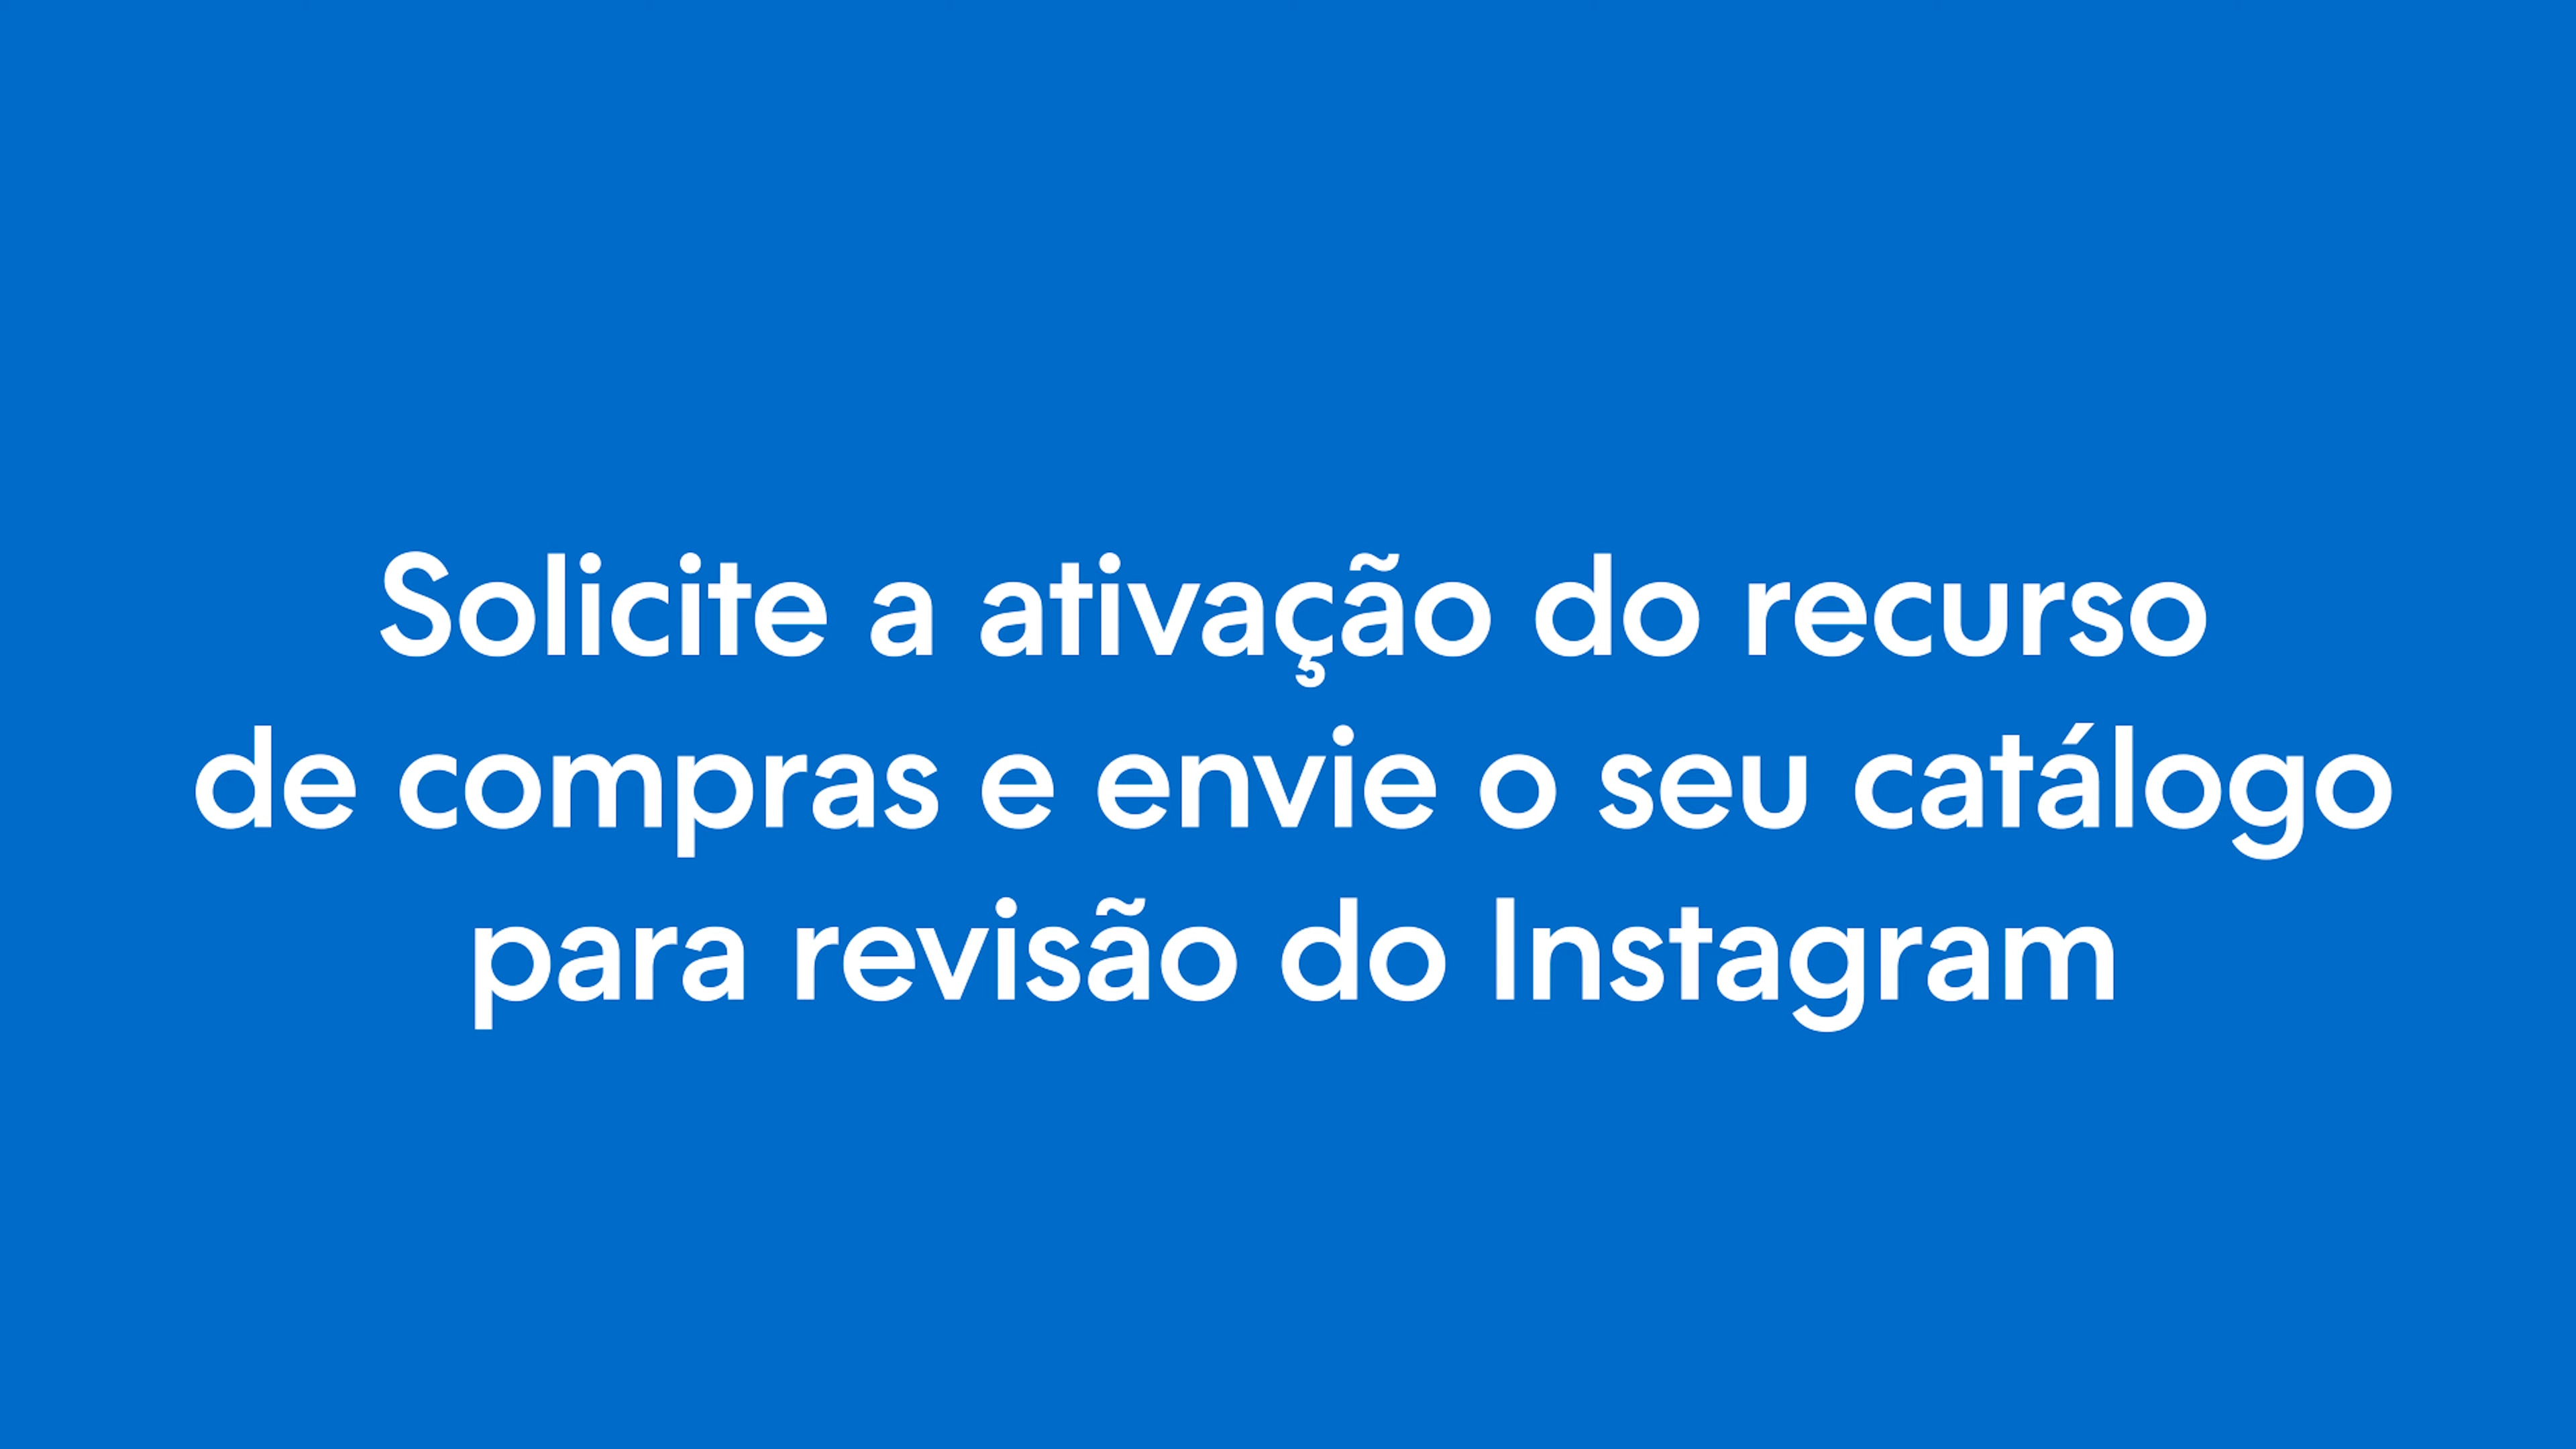 Solicite a ativação do recurso
de compras e envie o seu catálogo
para revisão do Instagram